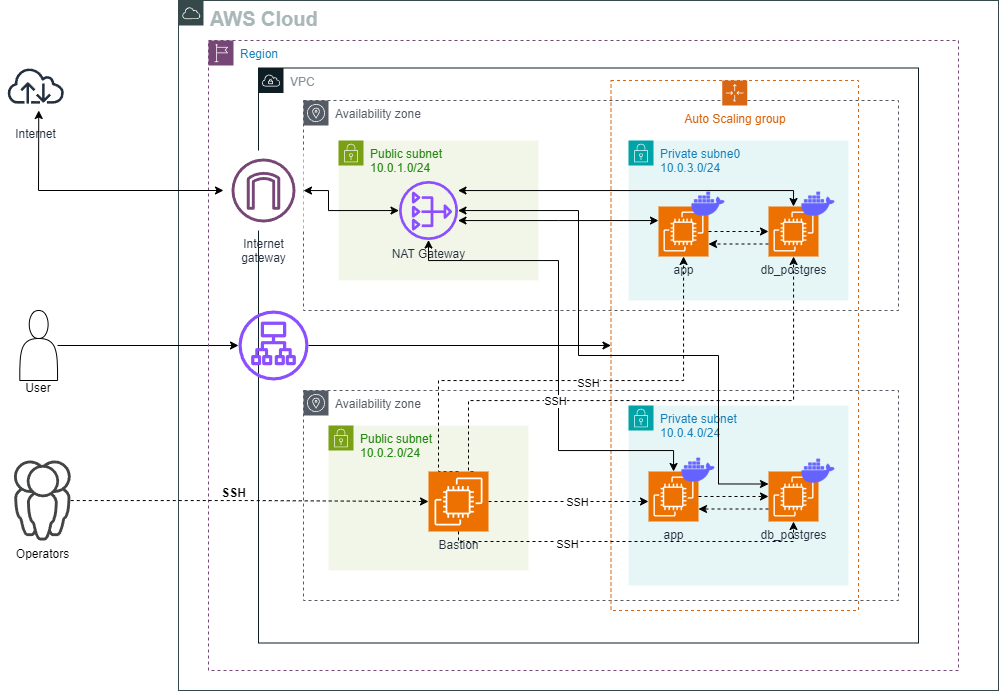 AWS Cloud
Region
VPC
Internet
Availability zone
Auto Scaling group
Public subnet
10.0.1.0/24
Private subne0
10.0.3.0/24
Internet
gateway
NAT Gateway
app
db_postgres
User
SSH
SSH
Availability zone
Public subnet
10.0.2.0/24
Private subnet
10.0.4.0/24
SSH
SSH
Operators
Bastion
SSH
app
db_postgres